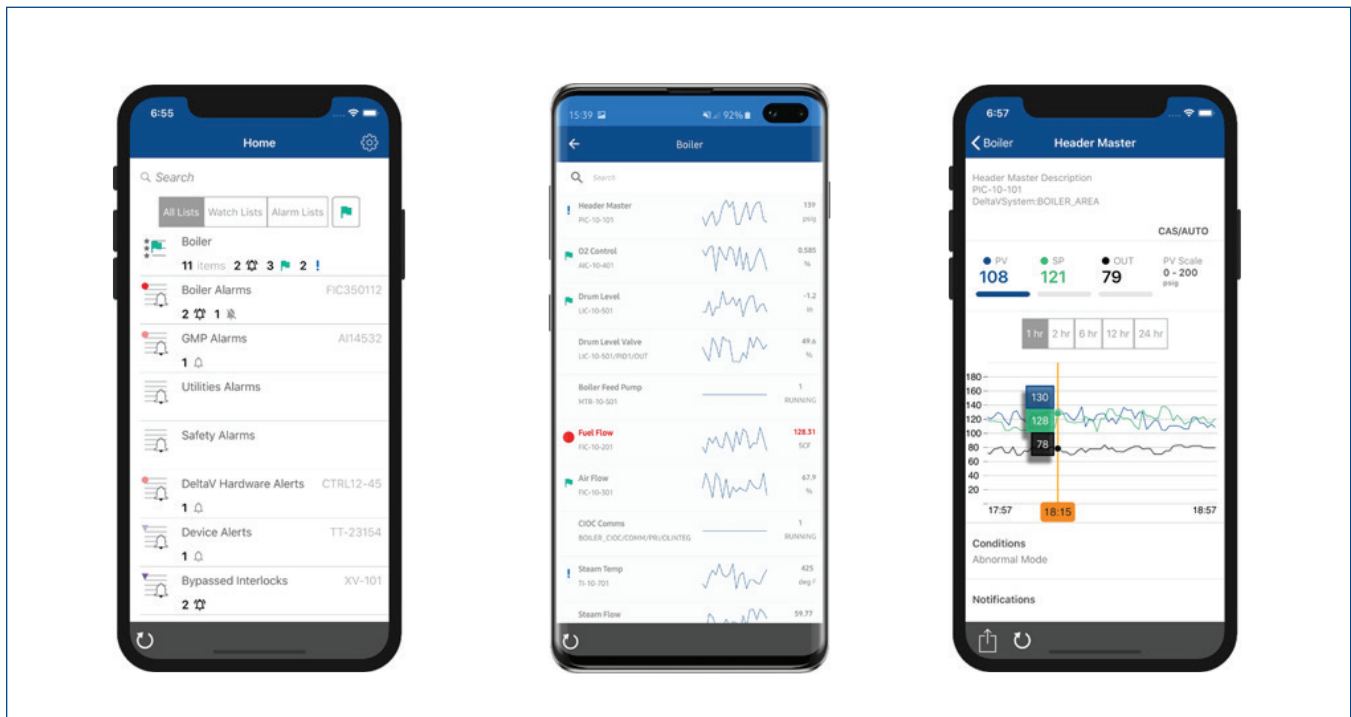 6:55
Home
Search
All Lists Watch Lists Alarm Lists
Boiler
11 items 2 3 2 !
Boiler Alarms FIC350112
2 1
GMP Alarms AI14532
1
Utilities Alarms
Safety Alarms
DeltaV Hardware Alerts CTRL12-45
1
Device Alerts TT-23154
1
Bypassed Interlocks XV-101
2
15:39 92%
Boiler
Search
! Header Master 139
PIC-10-101 psig
O2 Control 0.585
AIC-10-401 %
Drum Level -1.2
LIC-10-501 in
Drum Level Valve 49.6
LIC-10-501/PID1/OUT %
Boiler Feed Pump 1
MTR-10-501 RUNNING
Fuel Flow 128.31
FIC-10-201 SCF
Air Flow 67.9
FIC-10-301 %
CIOC Comms 1
RUNNING
! Steam Temp 425
TI-10-701 deg F
Steam Flow 59.77
6:57
Boiler Header Master
Header Master Description
PIC-10-101
DeltaVSystem:BOILER_AREA
CAS/AUTO
PV SP OUT PV Scale
108 121 79 0 - 200
psig
1 hr 2 hr 6 hr 12 hr 24 hr
180
160
140
120
100
80
60
40
20
130
128
78
17:57 18:15 18:57
Conditions
Abnormal Mode
Notifications